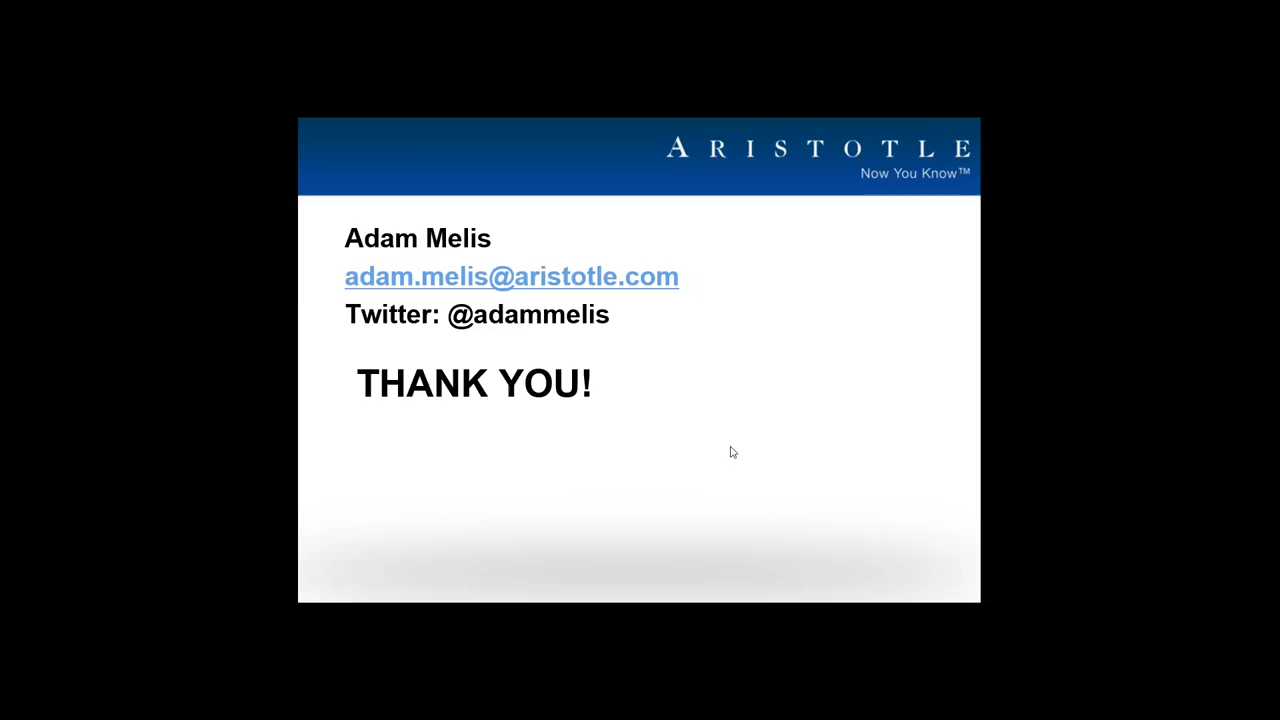 ARISTOTLE
Now You Know™
Adam Melis
adam.melis@aristotle.com
Twitter: @adammelis
THANK YOU!